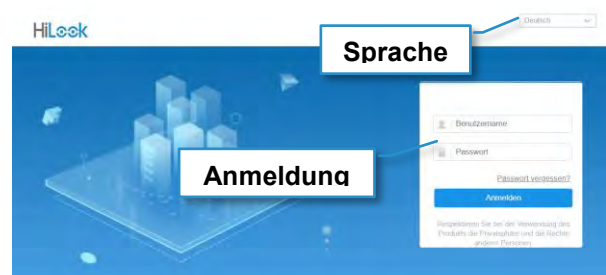 HiLook
Deutsch
Sprache
Benutzername
Passwort
Anmeldung
Passwort vergessen?
Anmelden
Respektieren Sie bei der Verwendung des
Produkts die Privatsphäre und die Rechte
anderer Personen.